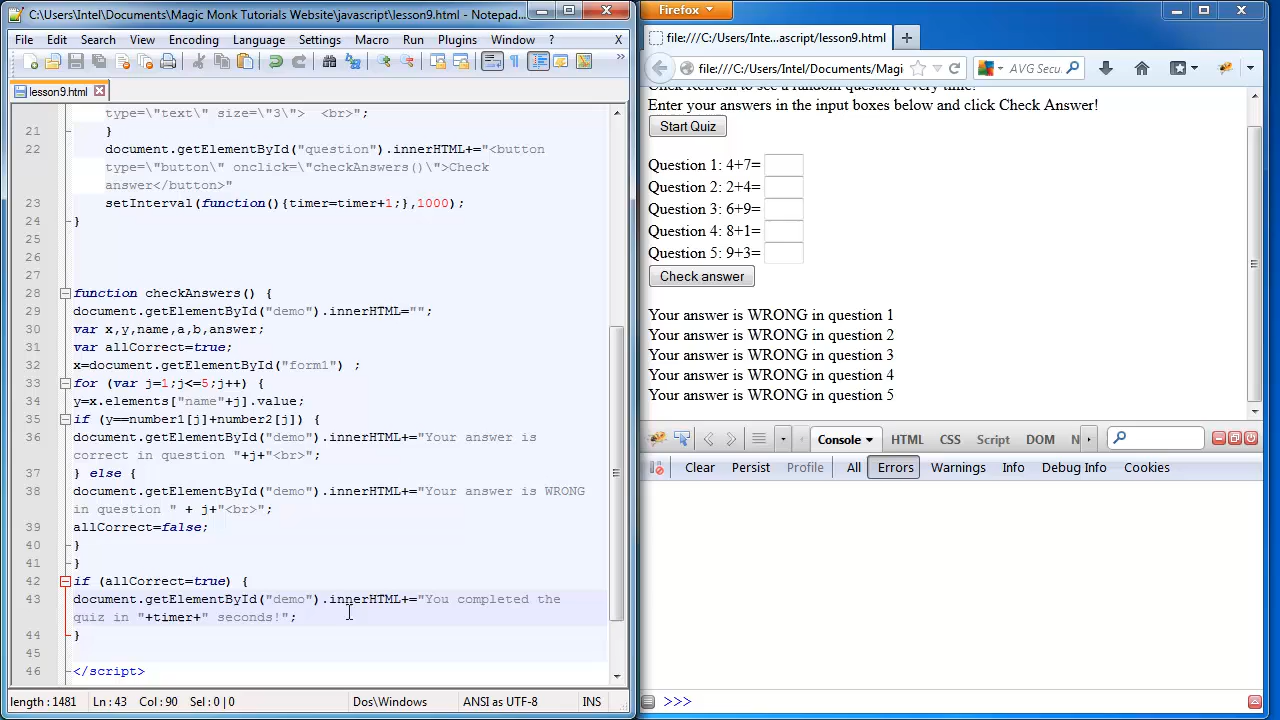 C:\Users\Intel\Documents\Magic Monk Tutorials Website\javascript\lesson9.html - Notepad...
File Edit Search View Encoding Language Settings Macro Run Plugins Window ? X
lesson9.html
type=\"text\" size=\"3\">  <br>";
21 }
22 document.getElementById("question").innerHTML+="<button
type=\"button\" onclick=\"checkAnswers()\">Check
answer</button>"
23 setInterval(function(){timer=timer+1;},1000);
24 }
25
26
27
28 function checkAnswers() {
29 document.getElementById("demo").innerHTML="";
30 var x,y,name,a,b,answer;
31 var allCorrect=true;
32 x=document.getElementById("form1") ;
33 for (var j=1;j<=5;j++) {
34 y=x.elements["name"+j].value;
35 if (y==number1[j]+number2[j]) {
36 document.getElementById("demo").innerHTML+="Your answer is
correct in question "+j+"<br>";
37 } else {
38 document.getElementById("demo").innerHTML+="Your answer is WRONG
in question " + j+"<br>";
39 allCorrect=false;
40 }
41 }
42 if (allCorrect=true) {
43 document.getElementById("demo").innerHTML+="You completed the
quiz in "+timer+" seconds!";
44 }
45
46 </script>
length : 1481 Ln : 43 Col : 90 Sel : 0 | 0 Dos\Windows ANSI as UTF-8 INS
Firefox
file:///C:/Users/Inte...ascript/lesson9.html
file:///C:/Users/Intel/Documents/Magi AVG Secu
Click Refresh to see a random question every time!
Enter your answers in the input boxes below and click Check Answer!
Start Quiz
Question 1: 4+7=
Question 2: 2+4=
Question 3: 6+9=
Question 4: 8+1=
Question 5: 9+3=
Check answer
Your answer is WRONG in question 1
Your answer is WRONG in question 2
Your answer is WRONG in question 3
Your answer is WRONG in question 4
Your answer is WRONG in question 5
Console HTML CSS Script DOM N
Clear Persist Profile All Errors Warnings Info Debug Info Cookies
>>>